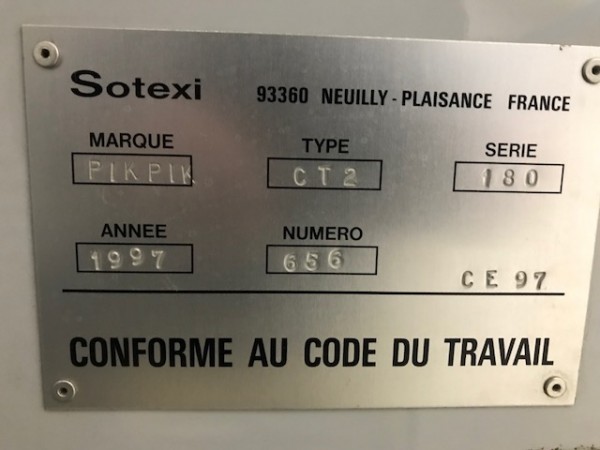 Sotexi 93360 NEUILLY-PLAISANCE FRANCE
MARQUE TYPE SERIE
PIKPIK CT2 180
ANNEE NUMERO
1997 656 CE 97
CONFORME AU CODE DU TRAVAIL